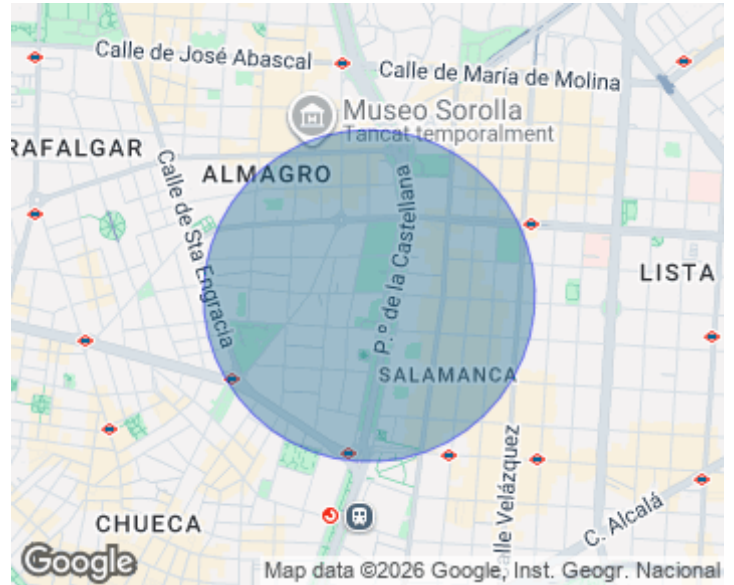 Calle de José Abascal
Calle de María de Molina
Museo Sorolla
Tancat temporalment
RAFALGAR
ALMAGRO
Calle de Sta Engracia
P.º de la Castellana
LISTA
SALAMANCA
alle Velázquez
CHUECA
C. Alcalá
Google
Map data ©2026 Google, Inst. Geogr. Nacional